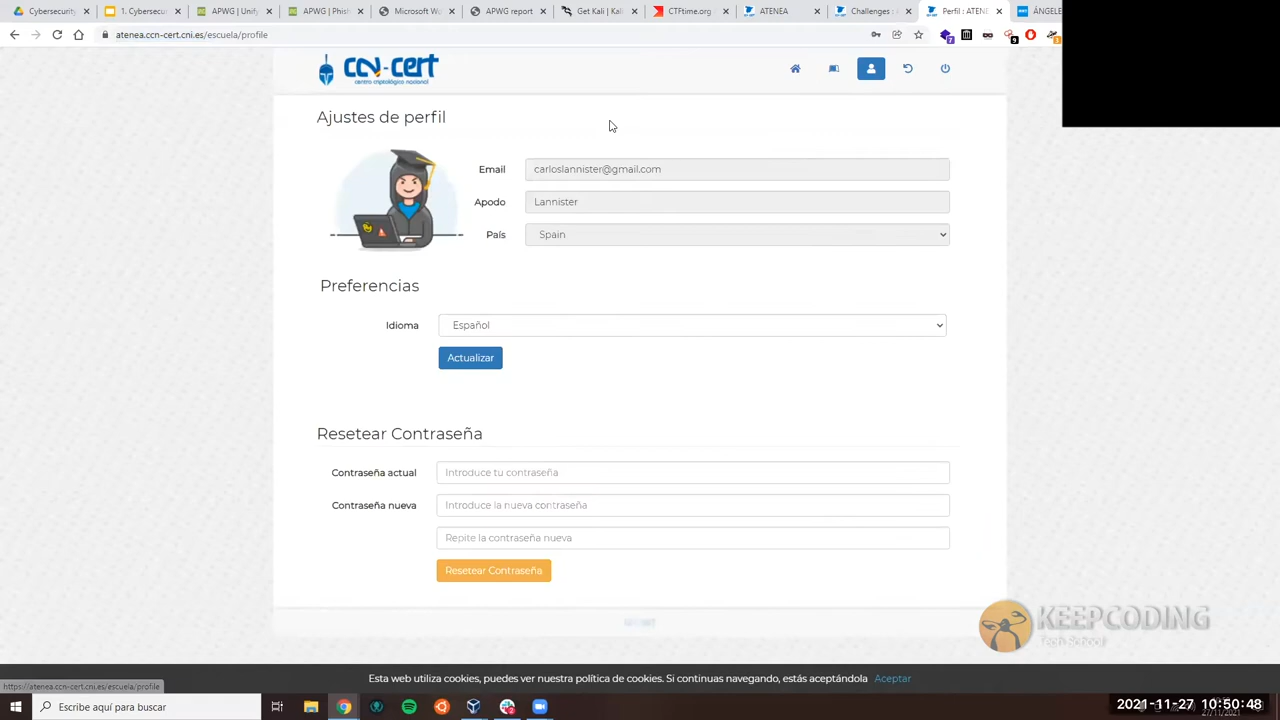 Cybersecurity
1. Cybersecu
APWG | Unify
APWG | Phish
Microsoft Wo
APWG report
Get Kali | Kali
CTFtime.org
ATENEA
Challenges :
Perfil : ATENE
ÁNGELE
atenea.ccn-cert.cni.es/escuela/profile
7
9
3
ccn-cert
centro criptológico nacional
Ajustes de perfil
Email
carloslannister@gmail.com
Apodo
Lannister
País
Spain
Preferencias
Idioma
Español
Actualizar
Resetear Contraseña
Contraseña actual
Introduce tu contraseña
Contraseña nueva
Introduce la nueva contraseña
Repite la contraseña nueva
Resetear Contraseña
KEEPCODING
Tech School
Esta web utiliza cookies, puedes ver nuestra política de cookies. Si continuas navegando, estás aceptándola Aceptar
https://atenea.ccn-cert.cni.es/escuela/profile
Escribe aquí para buscar
2021-11-27 10:50:48